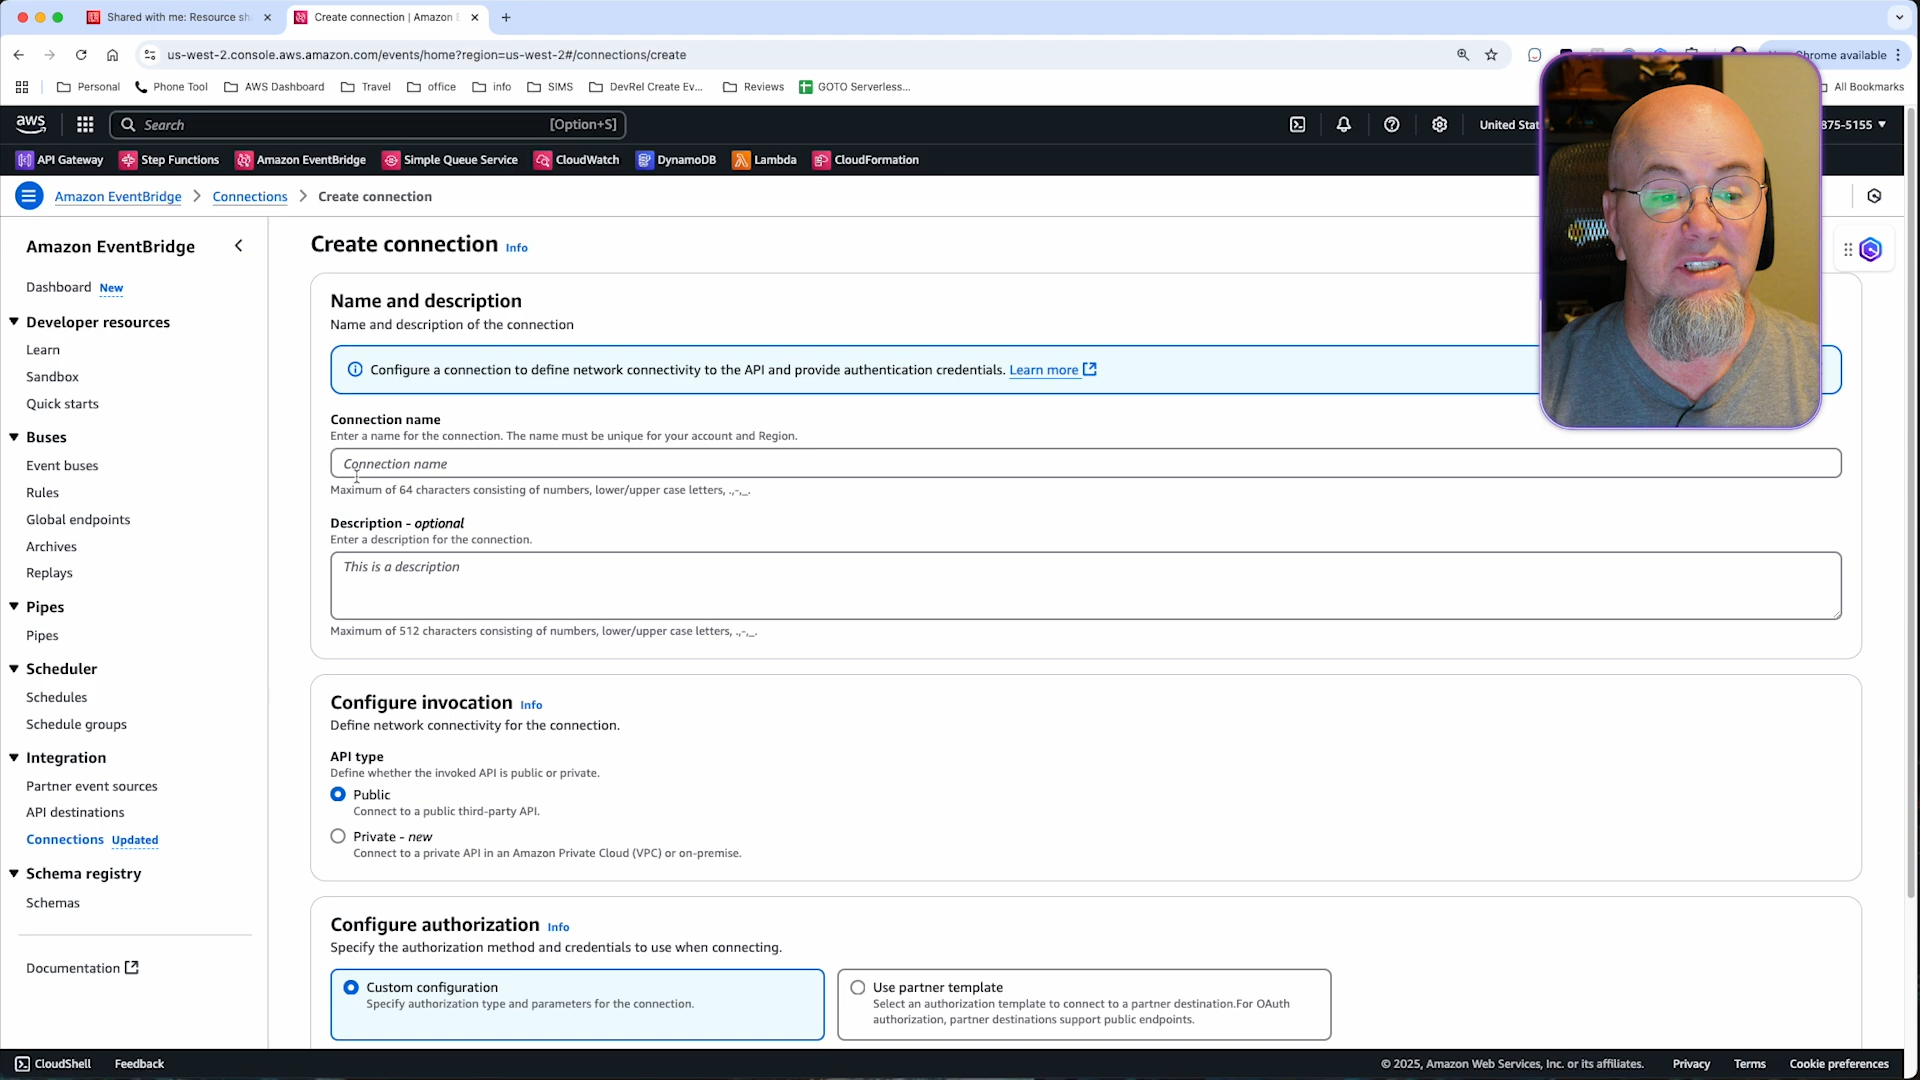 Shared with me: Resource sh
Create connection | Amazon E
us-west-2.console.aws.amazon.com/events/home?region=us-west-2#/connections/create
Chrome available
Personal
Phone Tool
AWS Dashboard
Travel
office
info
SIMS
DevRel Create Ev...
Reviews
GOTO Serverless...
All Bookmarks
aws
Search
[Option+S]
United Stat
875-5155
API Gateway
Step Functions
Amazon EventBridge
Simple Queue Service
CloudWatch
DynamoDB
Lambda
CloudFormation
Amazon EventBridge
Connections
Create connection
Amazon EventBridge
Dashboard New
Developer resources
Learn
Sandbox
Quick starts
Buses
Event buses
Rules
Global endpoints
Archives
Replays
Pipes
Pipes
Scheduler
Schedules
Schedule groups
Integration
Partner event sources
API destinations
Connections Updated
Schema registry
Schemas
Documentation
Create connection Info
Name and description
Name and description of the connection
Configure a connection to define network connectivity to the API and provide authentication credentials. Learn more
Connection name
Enter a name for the connection. The name must be unique for your account and Region.
Connection name
Maximum of 64 characters consisting of numbers, lower/upper case letters, .,-,_.
Description - optional
Enter a description for the connection.
This is a description
Maximum of 512 characters consisting of numbers, lower/upper case letters, .,-,_.
Configure invocation Info
Define network connectivity for the connection.
API type
Define whether the invoked API is public or private.
Public
Connect to a public third-party API.
Private - new
Connect to a private API in an Amazon Private Cloud (VPC) or on-premise.
Configure authorization Info
Specify the authorization method and credentials to use when connecting.
Custom configuration
Specify authorization type and parameters for the connection.
Use partner template
Select an authorization template to connect to a partner destination.For OAuth
authorization, partner destinations support public endpoints.
CloudShell
Feedback
© 2025, Amazon Web Services, Inc. or its affiliates.
Privacy
Terms
Cookie preferences